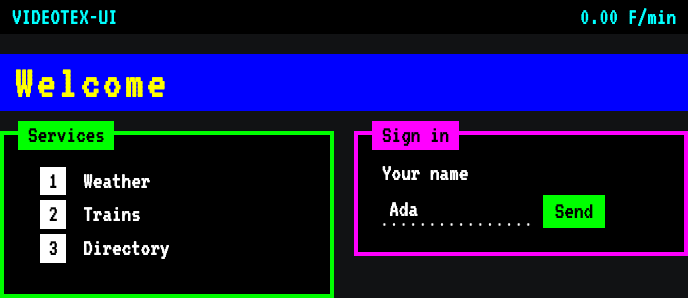 VIDEOTEX-UI
0.00 F/min
Welcome
Services
1 Weather
2 Trains
3 Directory
Sign in
Your name
Ada
Send